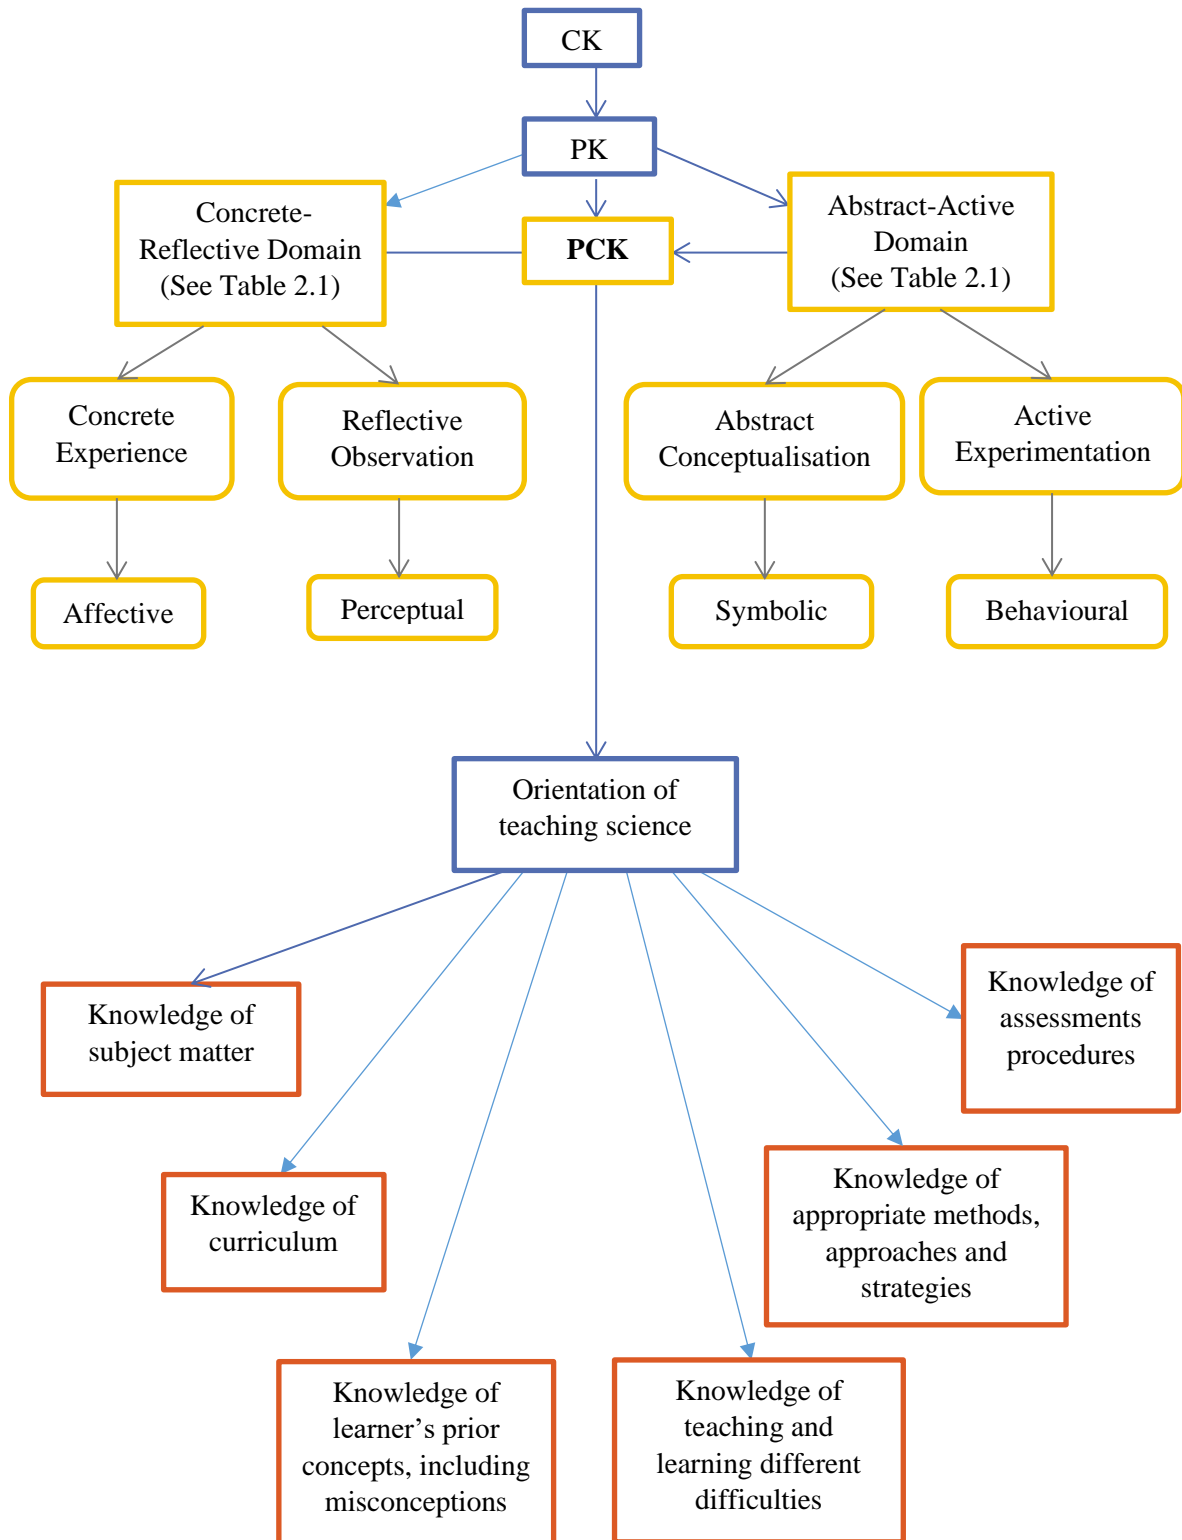 CK
PK
Concrete-
Reflective Domain
(See Table 2.1)
PCK
Abstract-Active
Domain
(See Table 2.1)
Concrete
Experience
Reflective
Observation
Abstract
Conceptualisation
Active
Experimentation
Affective
Perceptual
Symbolic
Behavioural
Orientation of
teaching science
Knowledge of
subject matter
Knowledge of
assessments
procedures
Knowledge of
curriculum
Knowledge of
appropriate methods,
approaches and
strategies
Knowledge of
learner’s prior
concepts, including
misconceptions
Knowledge of
teaching and
learning different
difficulties